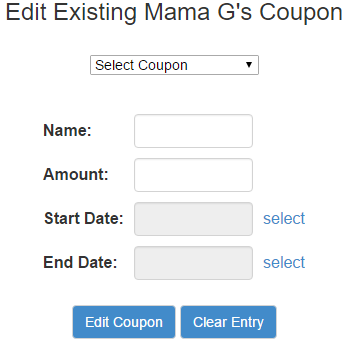 Edit Existing Mama G's Coupon
Select Coupon
Name:
Amount:
Start Date: select
End Date: select
Edit Coupon Clear Entry